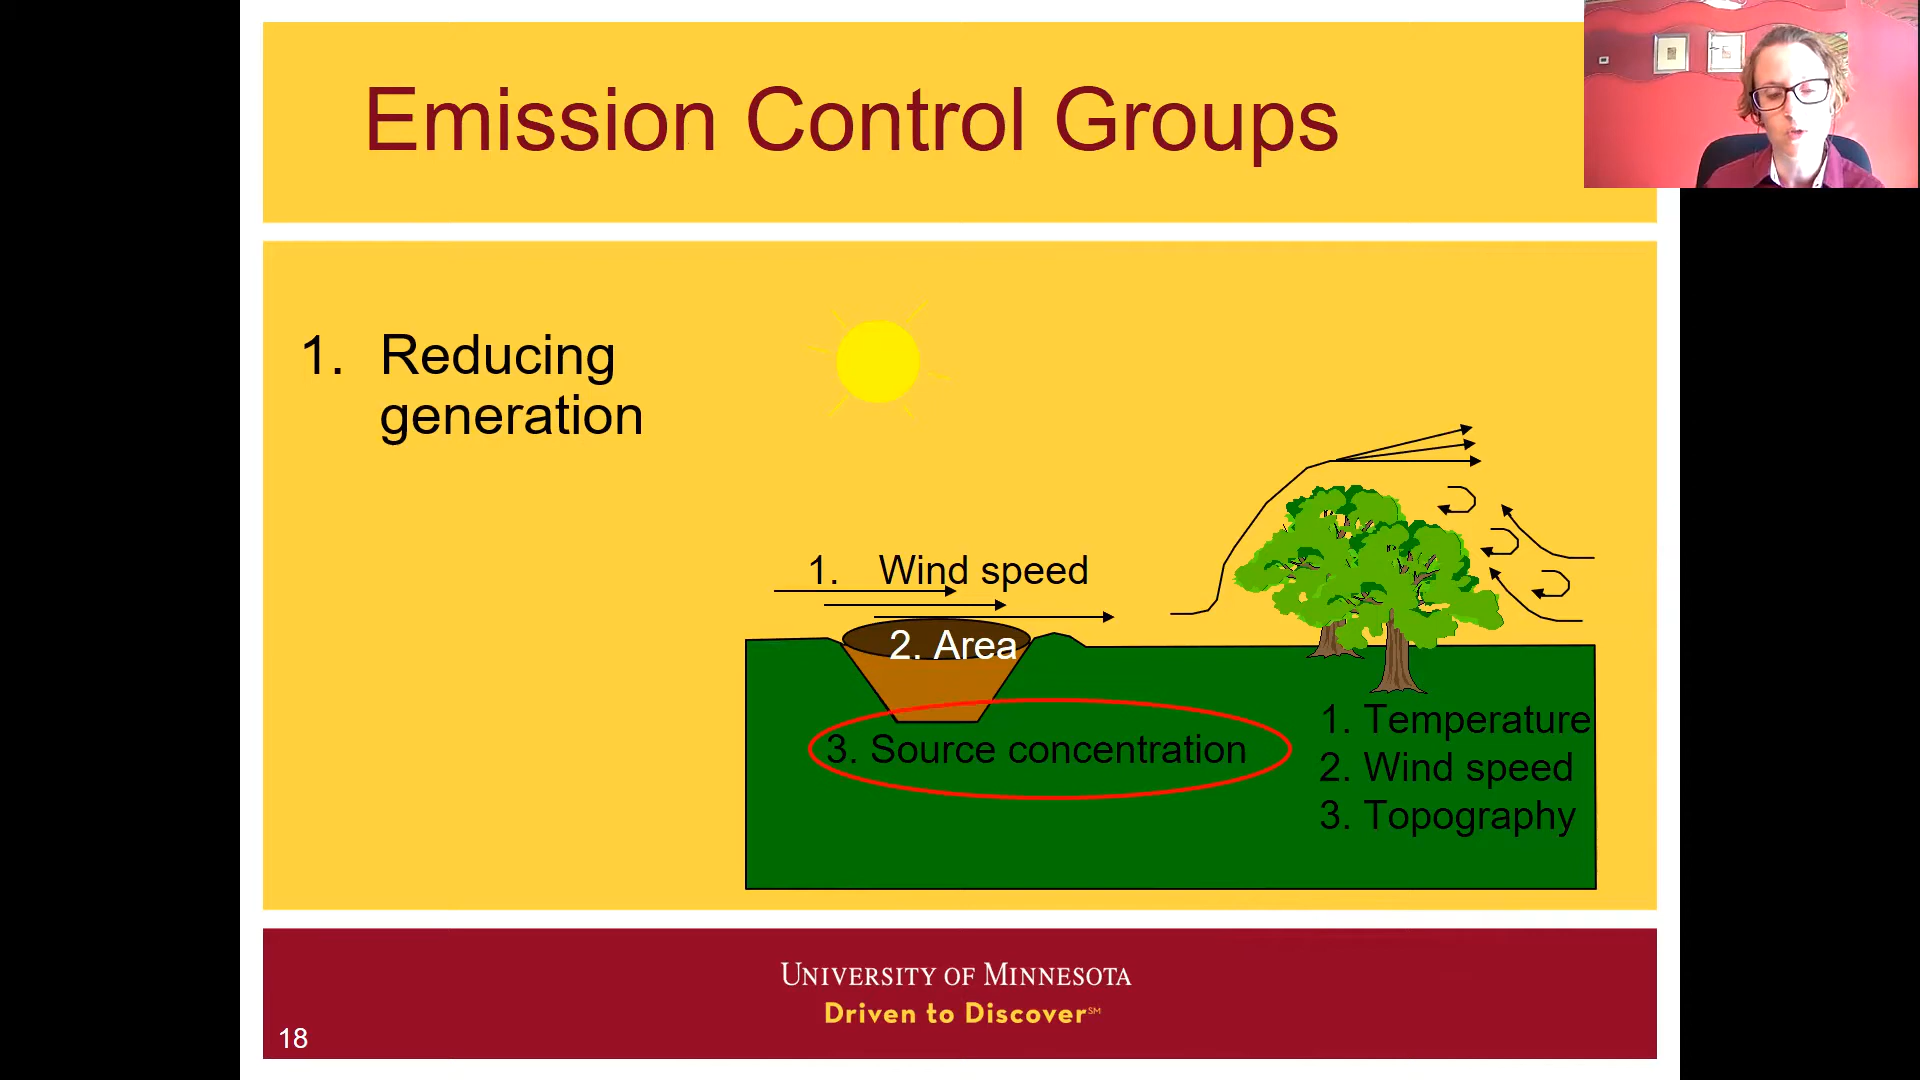 Emission Control Groups
1. Reducing
generation
1. Wind speed
2. Area
3. Source concentration
1. Temperature
2. Wind speed
3. Topography
UNIVERSITY OF MINNESOTA
Driven to Discover℠
18